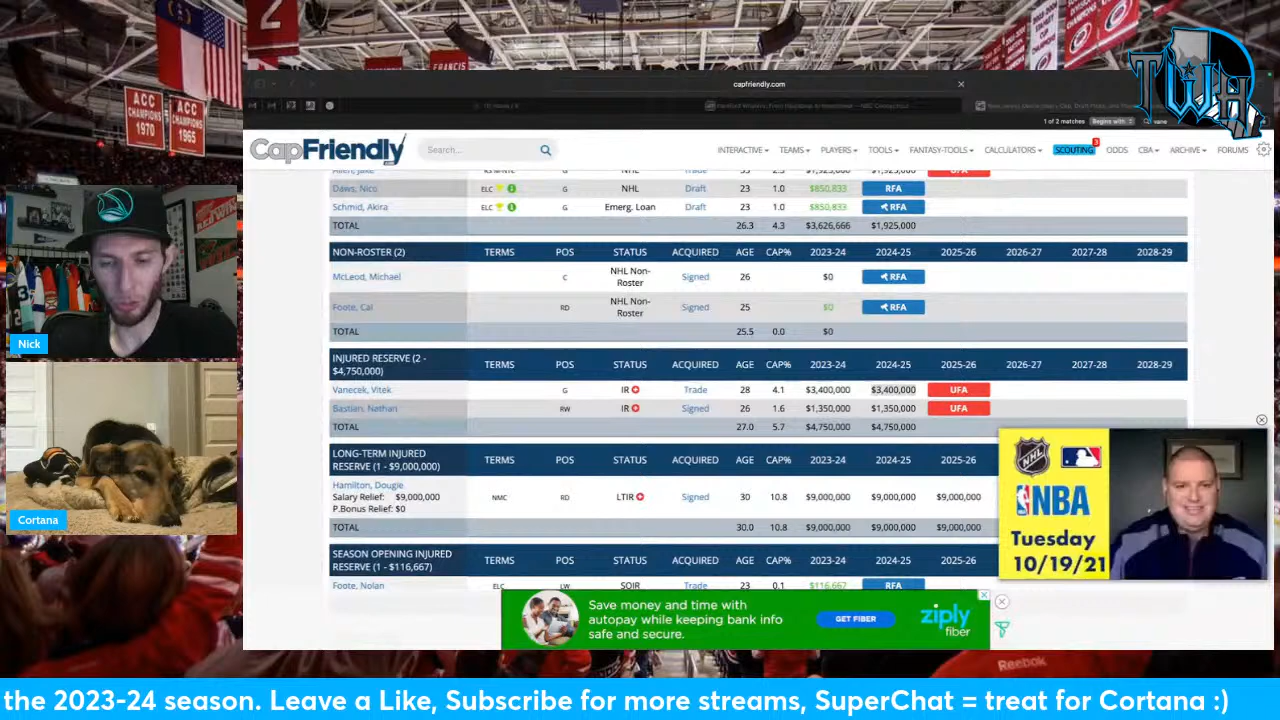 ACC CHAMPIONS 1970
ACC CHAMPIONS 1965
FRANCIS
2
TWH
capfriendly.com
1 of 2 matches Begins with vane
CapFriendly
Search...
INTERACTIVE TEAMS PLAYERS TOOLS FANTASY-TOOLS CALCULATORS SCOUTING 3 ODDS CBA ARCHIVE FORUMS
Daws, Nico ELC G NHL Draft 23 1.0 $850,833 RFA
Schmid, Akira ELC G Emerg. Loan Draft 23 1.0 $850,833 RFA
TOTAL 26.3 4.3 $3,626,666 $1,925,000
NON-ROSTER (2) TERMS POS STATUS ACQUIRED AGE CAP% 2023-24 2024-25 2025-26 2026-27 2027-28 2028-29
McLeod, Michael C NHL Non-Roster Signed 26 $0 RFA
Foote, Cal RD NHL Non-Roster Signed 25 $0 RFA
TOTAL 25.5 0.0 $0
INJURED RESERVE (2 - $4,750,000) TERMS POS STATUS ACQUIRED AGE CAP% 2023-24 2024-25 2025-26 2026-27 2027-28 2028-29
Vanecek, Vitek G IR Trade 28 4.1 $3,400,000 $3,400,000 UFA
Bastian, Nathan RW IR Signed 26 1.6 $1,350,000 $1,350,000 UFA
TOTAL 27.0 5.7 $4,750,000 $4,750,000
LONG-TERM INJURED RESERVE (1 - $9,000,000) TERMS POS STATUS ACQUIRED AGE CAP% 2023-24 2024-25 2025-26
Hamilton, Dougie
Salary Relief: $9,000,000 NMC RD LTIR Signed 30 10.8 $9,000,000 $9,000,000 $9,000,000
P.Bonus Relief: $0
TOTAL 30.0 10.8 $9,000,000 $9,000,000 $9,000,000
SEASON OPENING INJURED RESERVE (1 - $116,667) TERMS POS STATUS ACQUIRED AGE CAP% 2023-24 2024-25 2025-26
Foote, Nolan ELC LW SOIR Trade 23 0.1 $116,667 RFA
Nick
Cortana
NHL
NBA
Tuesday
10/19/21
Save money and time with
autopay while keeping bank info
safe and secure.
GET FIBER
ziply
fiber
Reebok
the 2023-24 season. Leave a Like, Subscribe for more streams, SuperChat = treat for Cortana :)